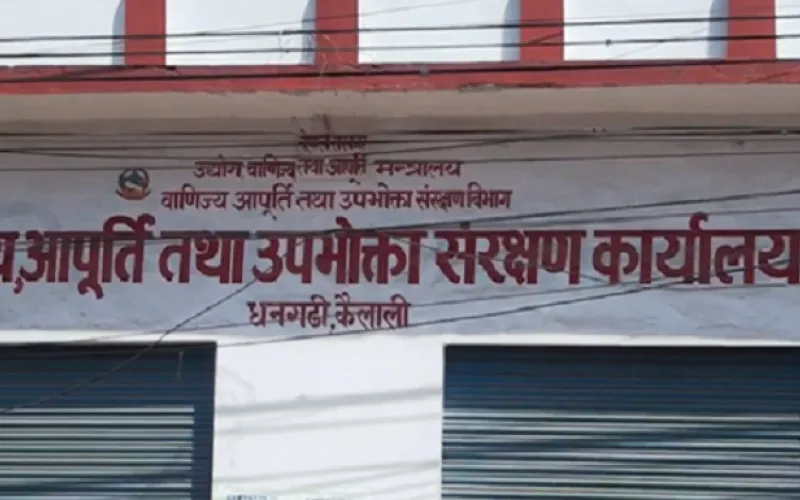 नेपाल सरकार
उद्योग वाणिज्य तथा आपूर्ति मन्त्रालय
वाणिज्य आपूर्ति तथा उपभोक्ता संरक्षण विभाग
य,आपूर्ति तथा उपभोक्ता संरक्षण कार्यालय
धनगढी,कैलाली